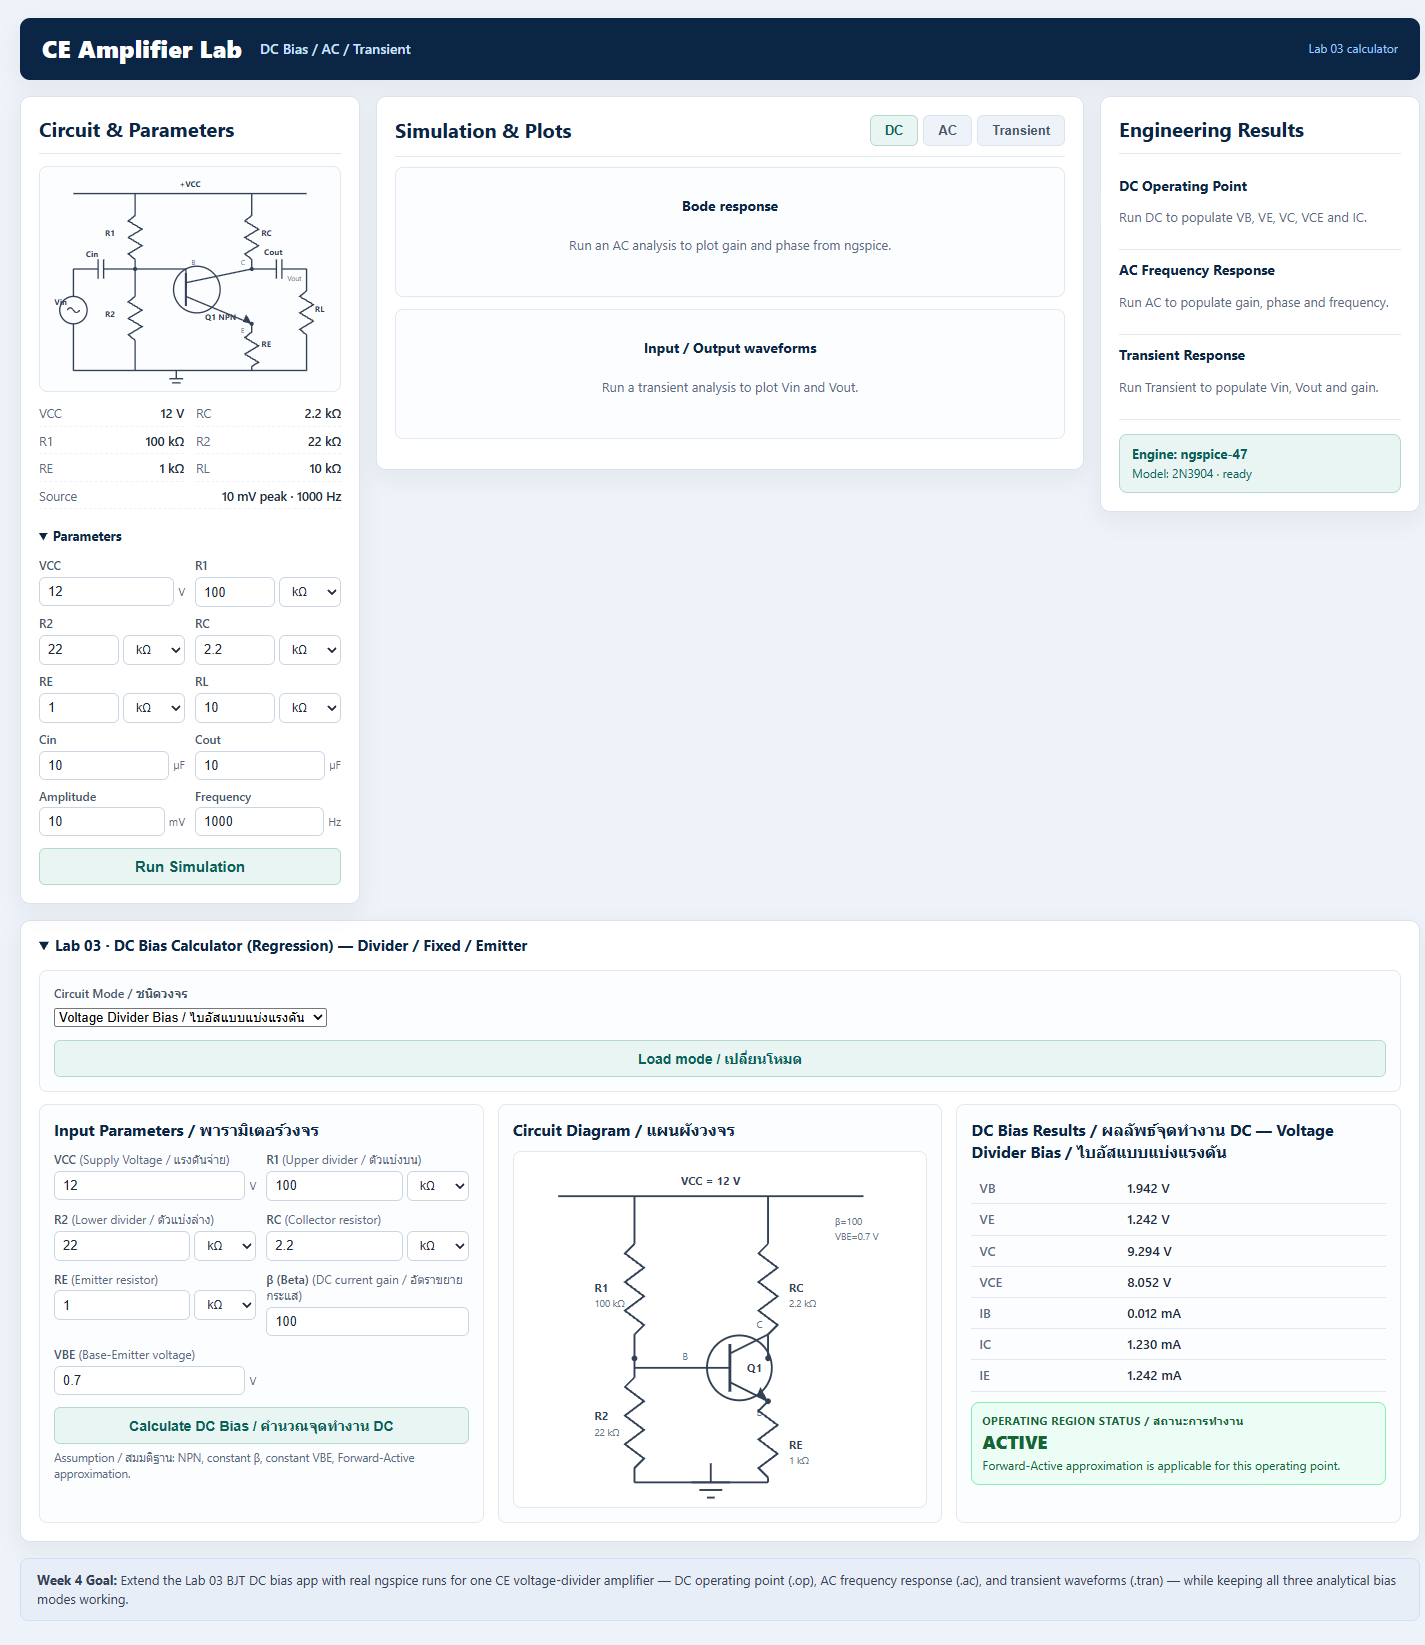 CE Amplifier Lab DC Bias / AC / Transient Lab 03 calculator
Circuit & Parameters
+VCC
R1
RC
Cin
Cout
B
C
Vout
Vin
R2
Q1 NPN
RL
E
RE
VCC 12 V RC 2.2 kΩ
R1 100 kΩ R2 22 kΩ
RE 1 kΩ RL 10 kΩ
Source 10 mV peak · 1000 Hz
▼ Parameters
VCC R1
12 V 100 kΩ
R2 RC
22 kΩ 2.2 kΩ
RE RL
1 kΩ 10 kΩ
Cin Cout
10 µF 10 µF
Amplitude Frequency
10 mV 1000 Hz
Run Simulation
Simulation & Plots DC AC Transient
Bode response
Run an AC analysis to plot gain and phase from ngspice.
Input / Output waveforms
Run a transient analysis to plot Vin and Vout.
Engineering Results
DC Operating Point
Run DC to populate VB, VE, VC, VCE and IC.
AC Frequency Response
Run AC to populate gain, phase and frequency.
Transient Response
Run Transient to populate Vin, Vout and gain.
Engine: ngspice-47
Model: 2N3904 · ready
▼ Lab 03 · DC Bias Calculator (Regression) — Divider / Fixed / Emitter
Circuit Mode / ชนิดวงจร
Voltage Divider Bias / ไบอัสแบบแบ่งแรงดัน
Load mode / เปลี่ยนโหมด
Input Parameters / พารามิเตอร์วงจร
VCC (Supply Voltage / แรงดันจ่าย) R1 (Upper divider / ตัวแบ่งบน)
12 V 100 kΩ
R2 (Lower divider / ตัวแบ่งล่าง) RC (Collector resistor)
22 kΩ 2.2 kΩ
RE (Emitter resistor) β (Beta) (DC current gain / อัตราขยาย
กระแส)
1 kΩ 100
VBE (Base-Emitter voltage)
0.7 V
Calculate DC Bias / คำนวณจุดทำงาน DC
Assumption / สมมติฐาน: NPN, constant β, constant VBE, Forward-Active
approximation.
Circuit Diagram / แผนผังวงจร
VCC = 12 V
β=100
VBE=0.7 V
R1
100 kΩ
RC
2.2 kΩ
C
B
Q1
E
R2
22 kΩ
RE
1 kΩ
DC Bias Results / ผลลัพธ์จุดทำงาน DC — Voltage
Divider Bias / ไบอัสแบบแบ่งแรงดัน
VB 1.942 V
VE 1.242 V
VC 9.294 V
VCE 8.052 V
IB 0.012 mA
IC 1.230 mA
IE 1.242 mA
OPERATING REGION STATUS / สถานะการทำงาน
ACTIVE
Forward-Active approximation is applicable for this operating point.
Week 4 Goal: Extend the Lab 03 BJT DC bias app with real ngspice runs for one CE voltage-divider amplifier — DC operating point (.op), AC frequency response (.ac), and transient waveforms (.tran) — while keeping all three analytical bias
modes working.